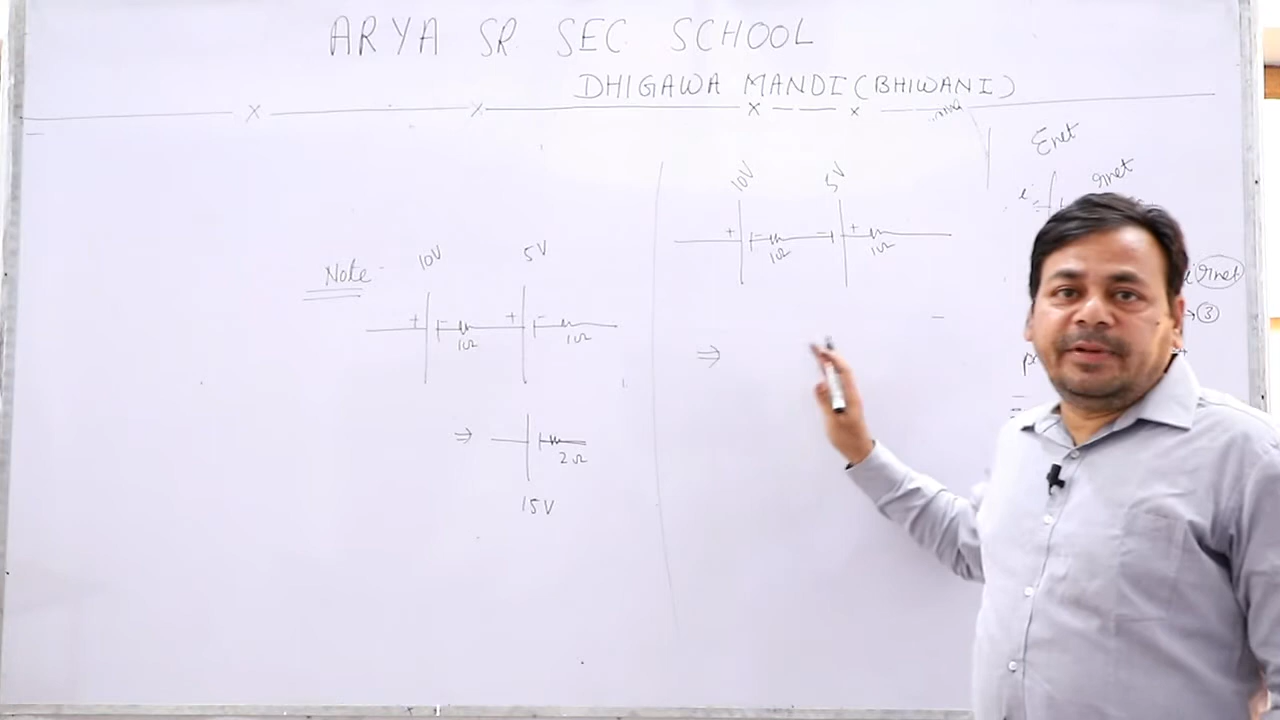 ARYA SR. SEC. SCHOOL
DHIGAWA MANDI (BHIWANI)
Note
10V 5V
+ - + -
1Ω 1Ω
⇒
2Ω
15V
10V 5V
+ - - +
1Ω 1Ω
⇒
Enet
rnet
i =
irnet
→ ③